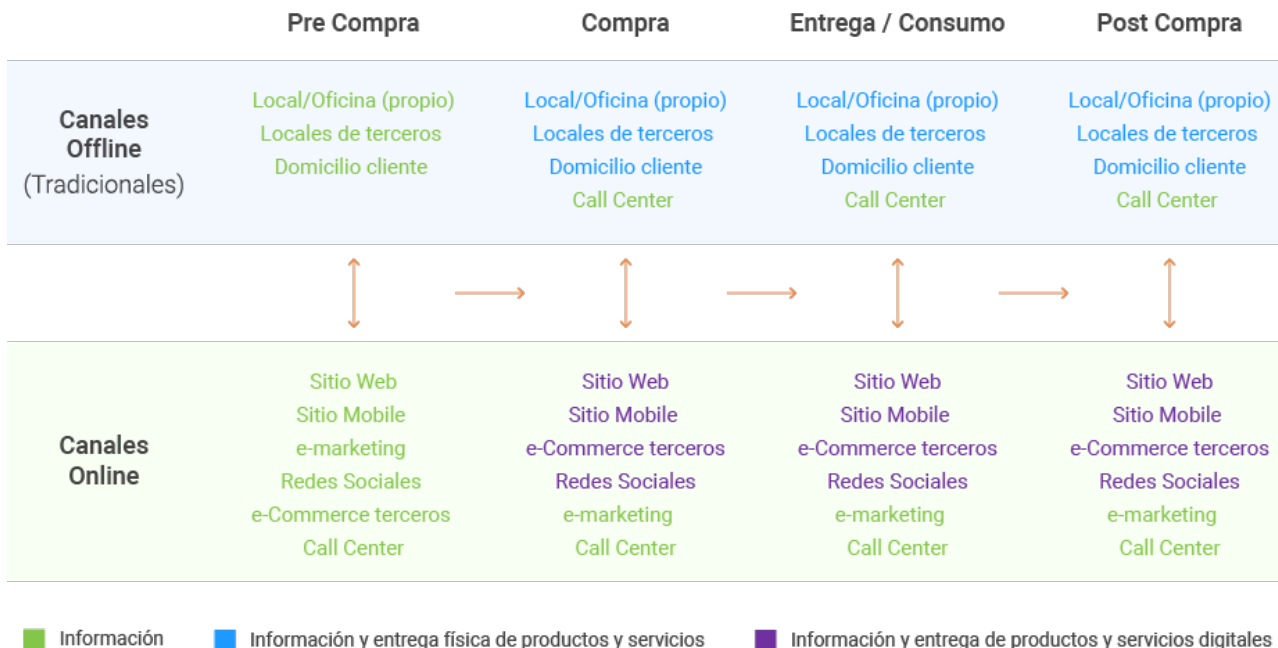 Pre Compra Compra Entrega / Consumo Post Compra
Canales
Offline
(Tradicionales)
Local/Oficina (propio) Local/Oficina (propio) Local/Oficina (propio) Local/Oficina (propio)
Locales de terceros Locales de terceros Locales de terceros Locales de terceros
Domicilio cliente Domicilio cliente Domicilio cliente Domicilio cliente
Call Center Call Center Call Center
Canales
Online
Sitio Web Sitio Web Sitio Web Sitio Web
Sitio Mobile Sitio Mobile Sitio Mobile Sitio Mobile
e-marketing e-Commerce terceros e-Commerce terceros e-Commerce terceros
Redes Sociales Redes Sociales Redes Sociales Redes Sociales
e-Commerce terceros e-marketing e-marketing e-marketing
Call Center Call Center Call Center Call Center
Información Información y entrega física de productos y servicios Información y entrega de productos y servicios digitales